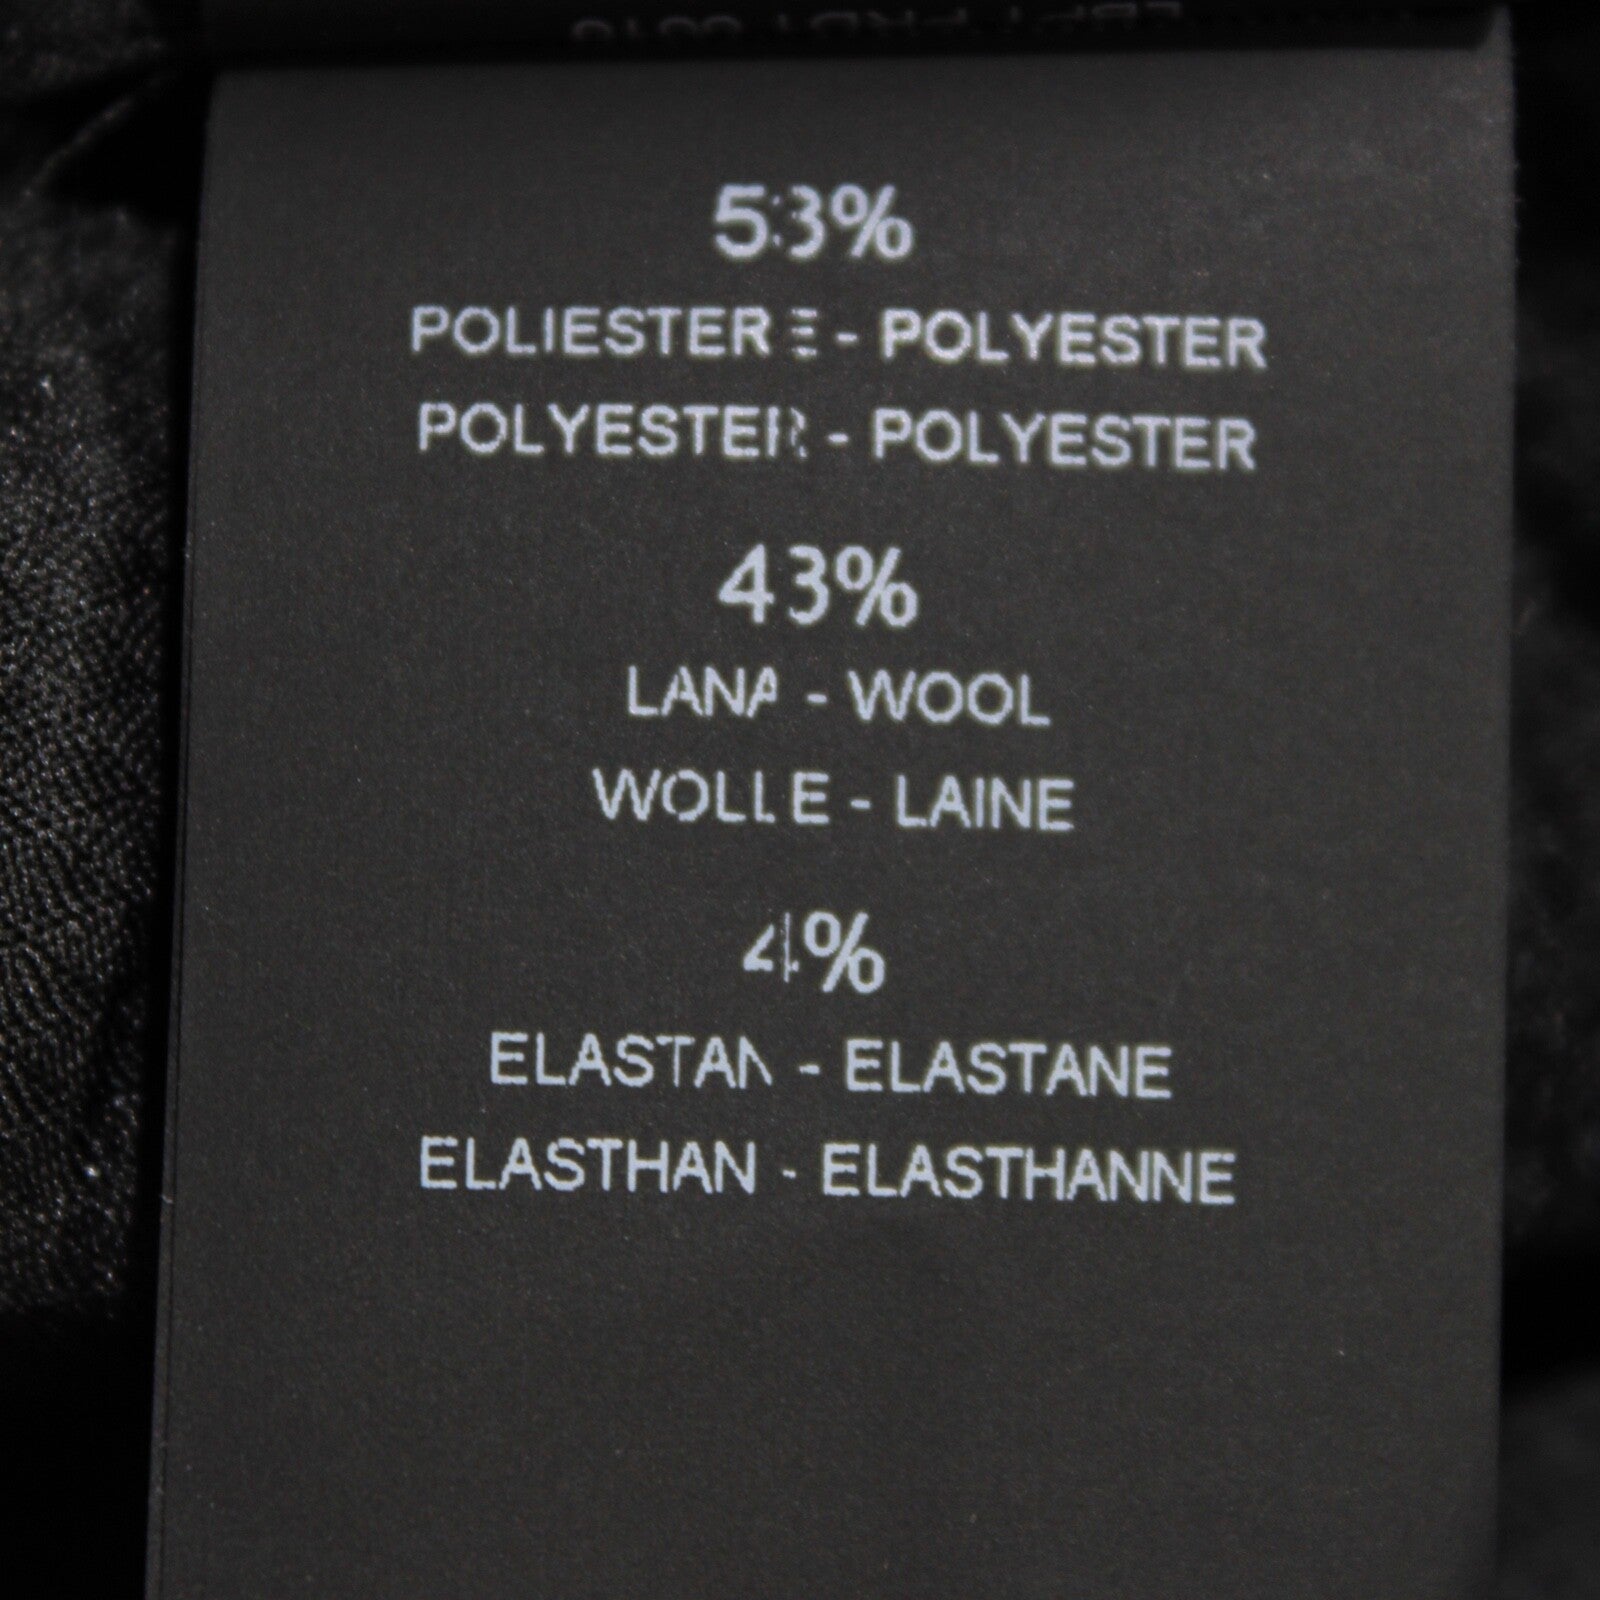 53%
POLIESTERE - POLYESTER
POLYESTER - POLYESTER
43%
LANA - WOOL
WOLLE - LAINE
4%
ELASTAN - ELASTANE
ELASTHAN - ELASTHANNE